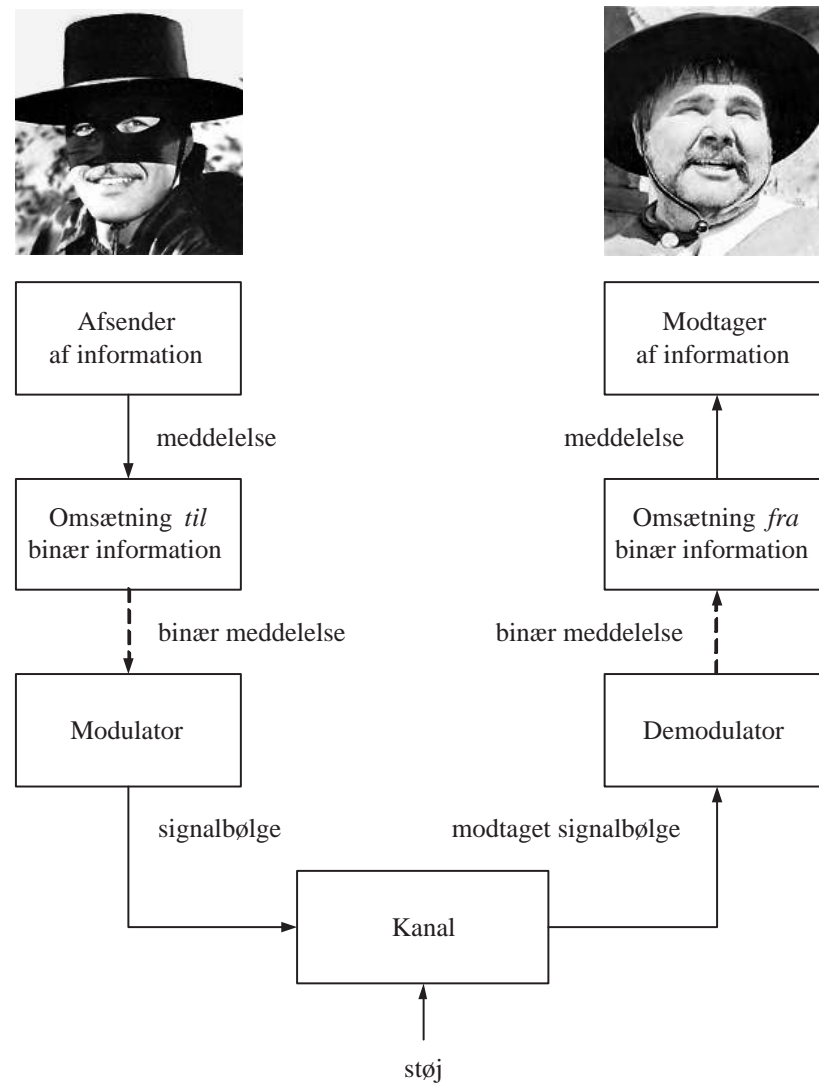 Afsender
af information
Modtager
af information
meddelelse
meddelelse
Omsætning til
binær information
Omsætning fra
binær information
binær meddelelse
binær meddelelse
Modulator
Demodulator
signalbølge
modtaget signalbølge
Kanal
støj